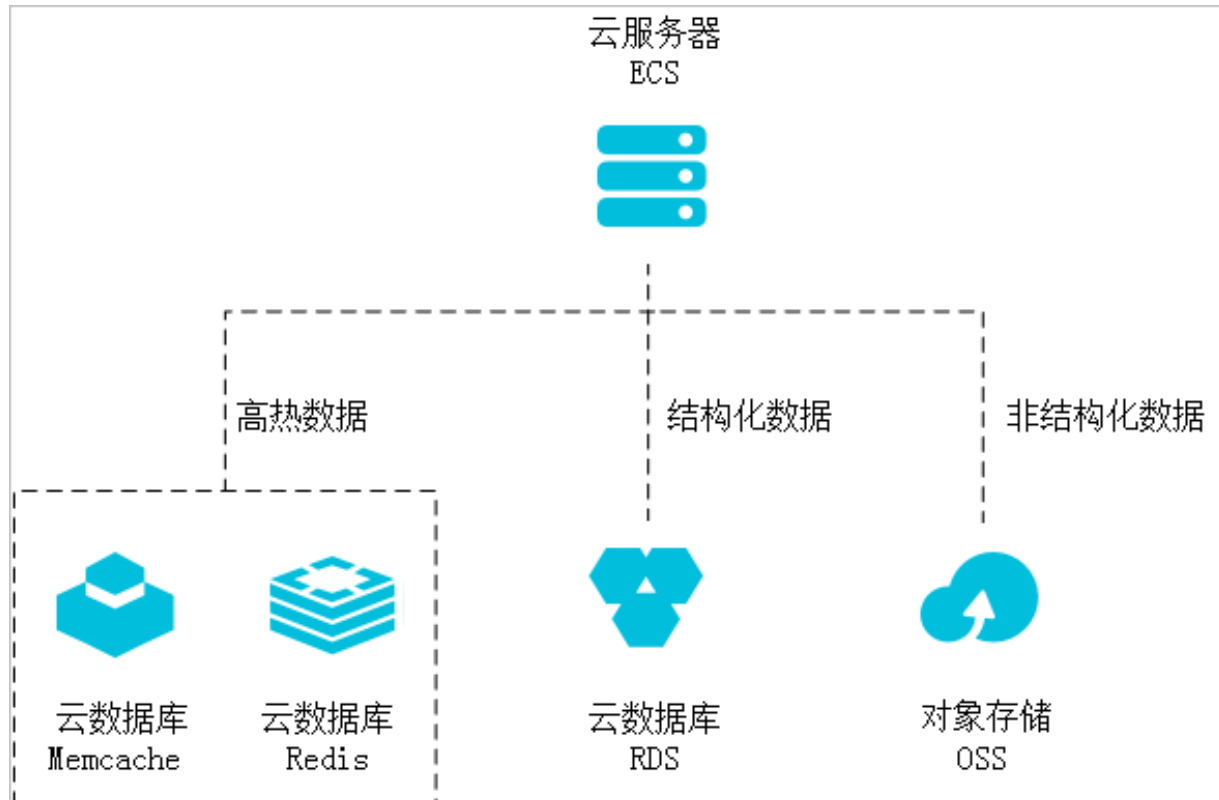 云服务器
ECS
高热数据
结构化数据
非结构化数据
云数据库
Memcache
云数据库
Redis
云数据库
RDS
对象存储
OSS